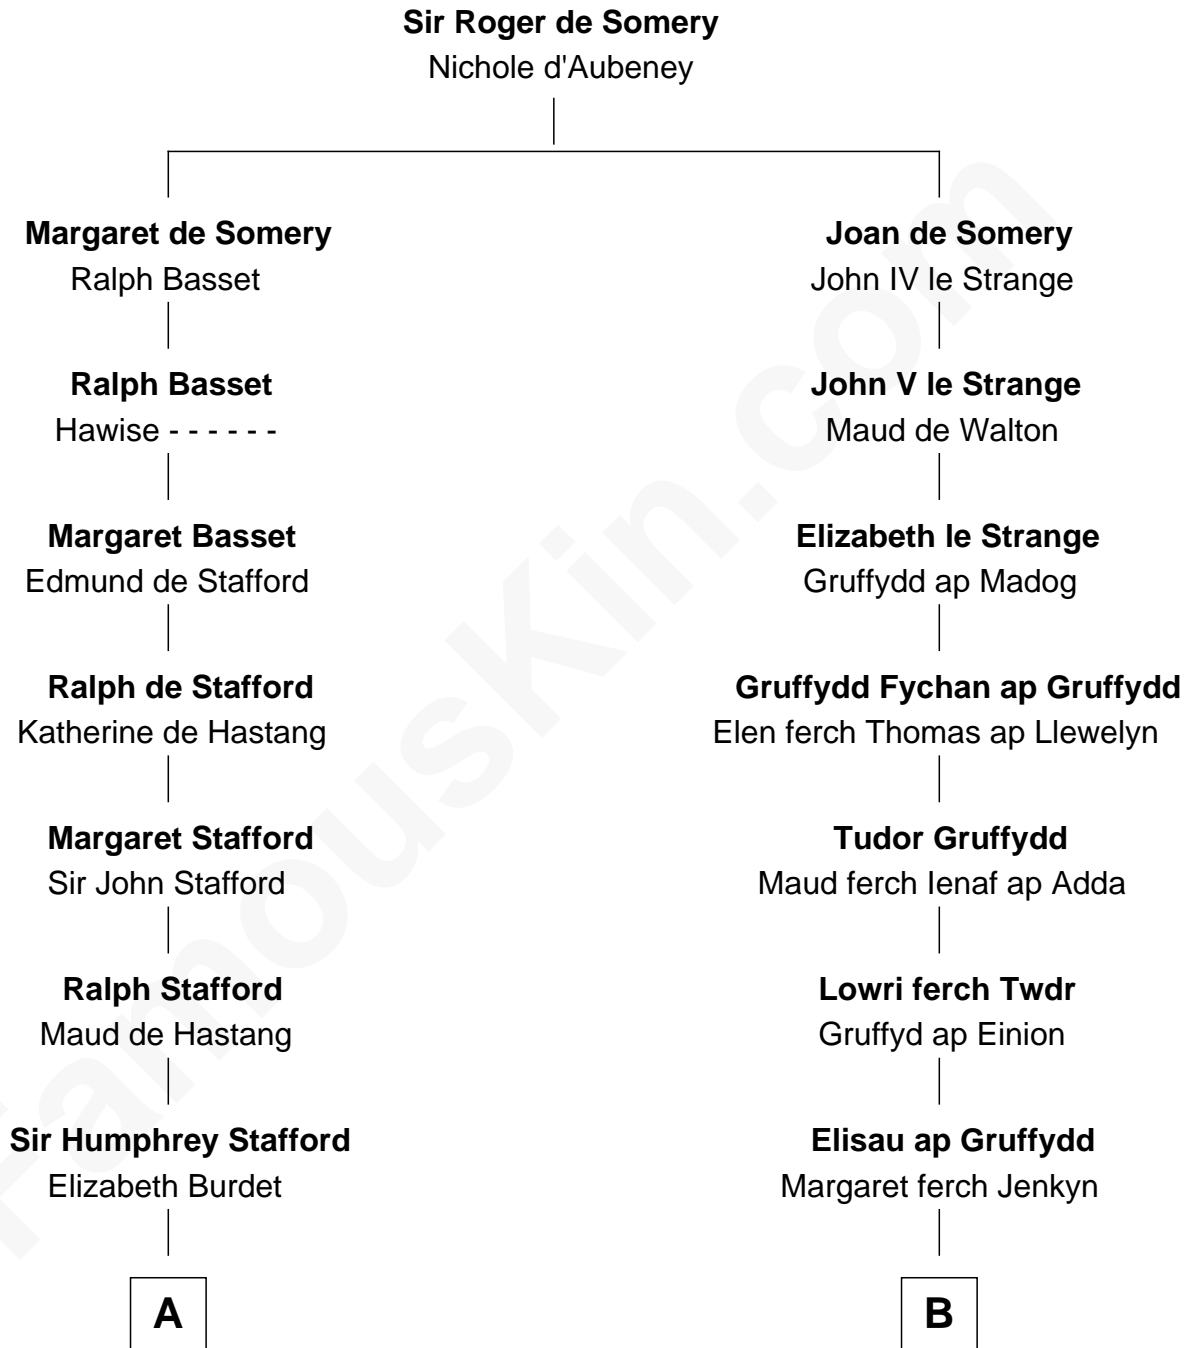 Sir Roger de Somery
Nichole d'Aubeney
Margaret de Somery
Ralph Basset
Ralph Basset
Hawise - - - - - -
Margaret Basset
Edmund de Stafford
Ralph de Stafford
Katherine de Hastang
Margaret Stafford
Sir John Stafford
Ralph Stafford
Maud de Hastang
Sir Humphrey Stafford
Elizabeth Burdet
A
Joan de Somery
John IV le Strange
John V le Strange
Maud de Walton
Elizabeth le Strange
Gruffydd ap Madog
Gruffydd Fychan ap Gruffydd
Elen ferch Thomas ap Llewelyn
Tudor Gruffydd
Maud ferch Ienaf ap Adda
Lowri ferch Twdr
Gruffyd ap Einion
Elisau ap Gruffydd
Margaret ferch Jenkyn
B
FamousKin.com